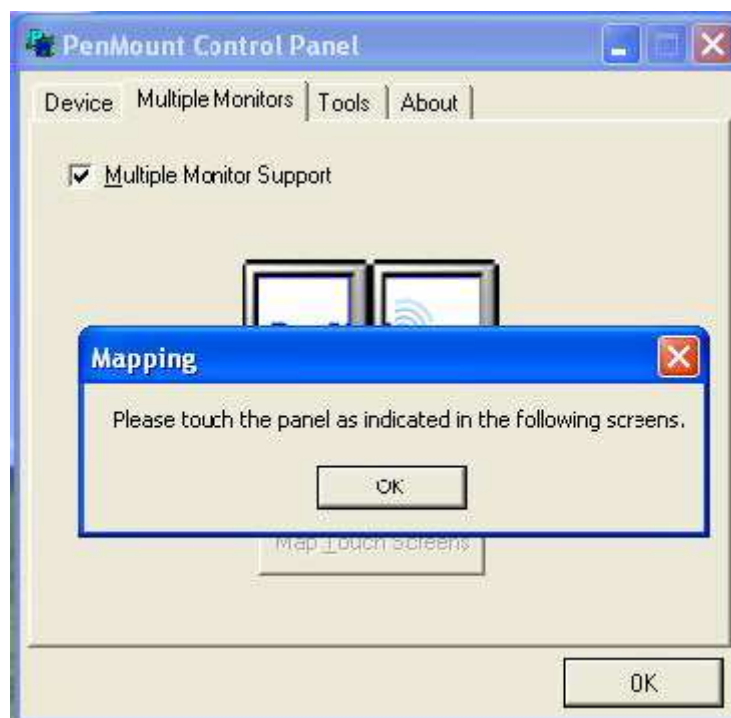 PenMount Control Panel
Device Multiple Monitors Tools About
Multiple Monitor Support
Mapping
Please touch the panel as indicated in the following screens.
OK
Map Touch Screens
OK